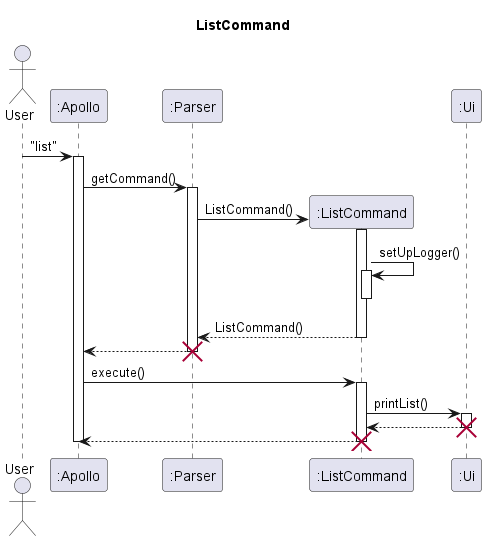 ListCommand
User
:Apollo
:Parser
:Ui
"list"
getCommand()
ListCommand()
:ListCommand
setUpLogger()
ListCommand()
execute()
printList()
User
:Apollo
:Parser
:ListCommand
:Ui